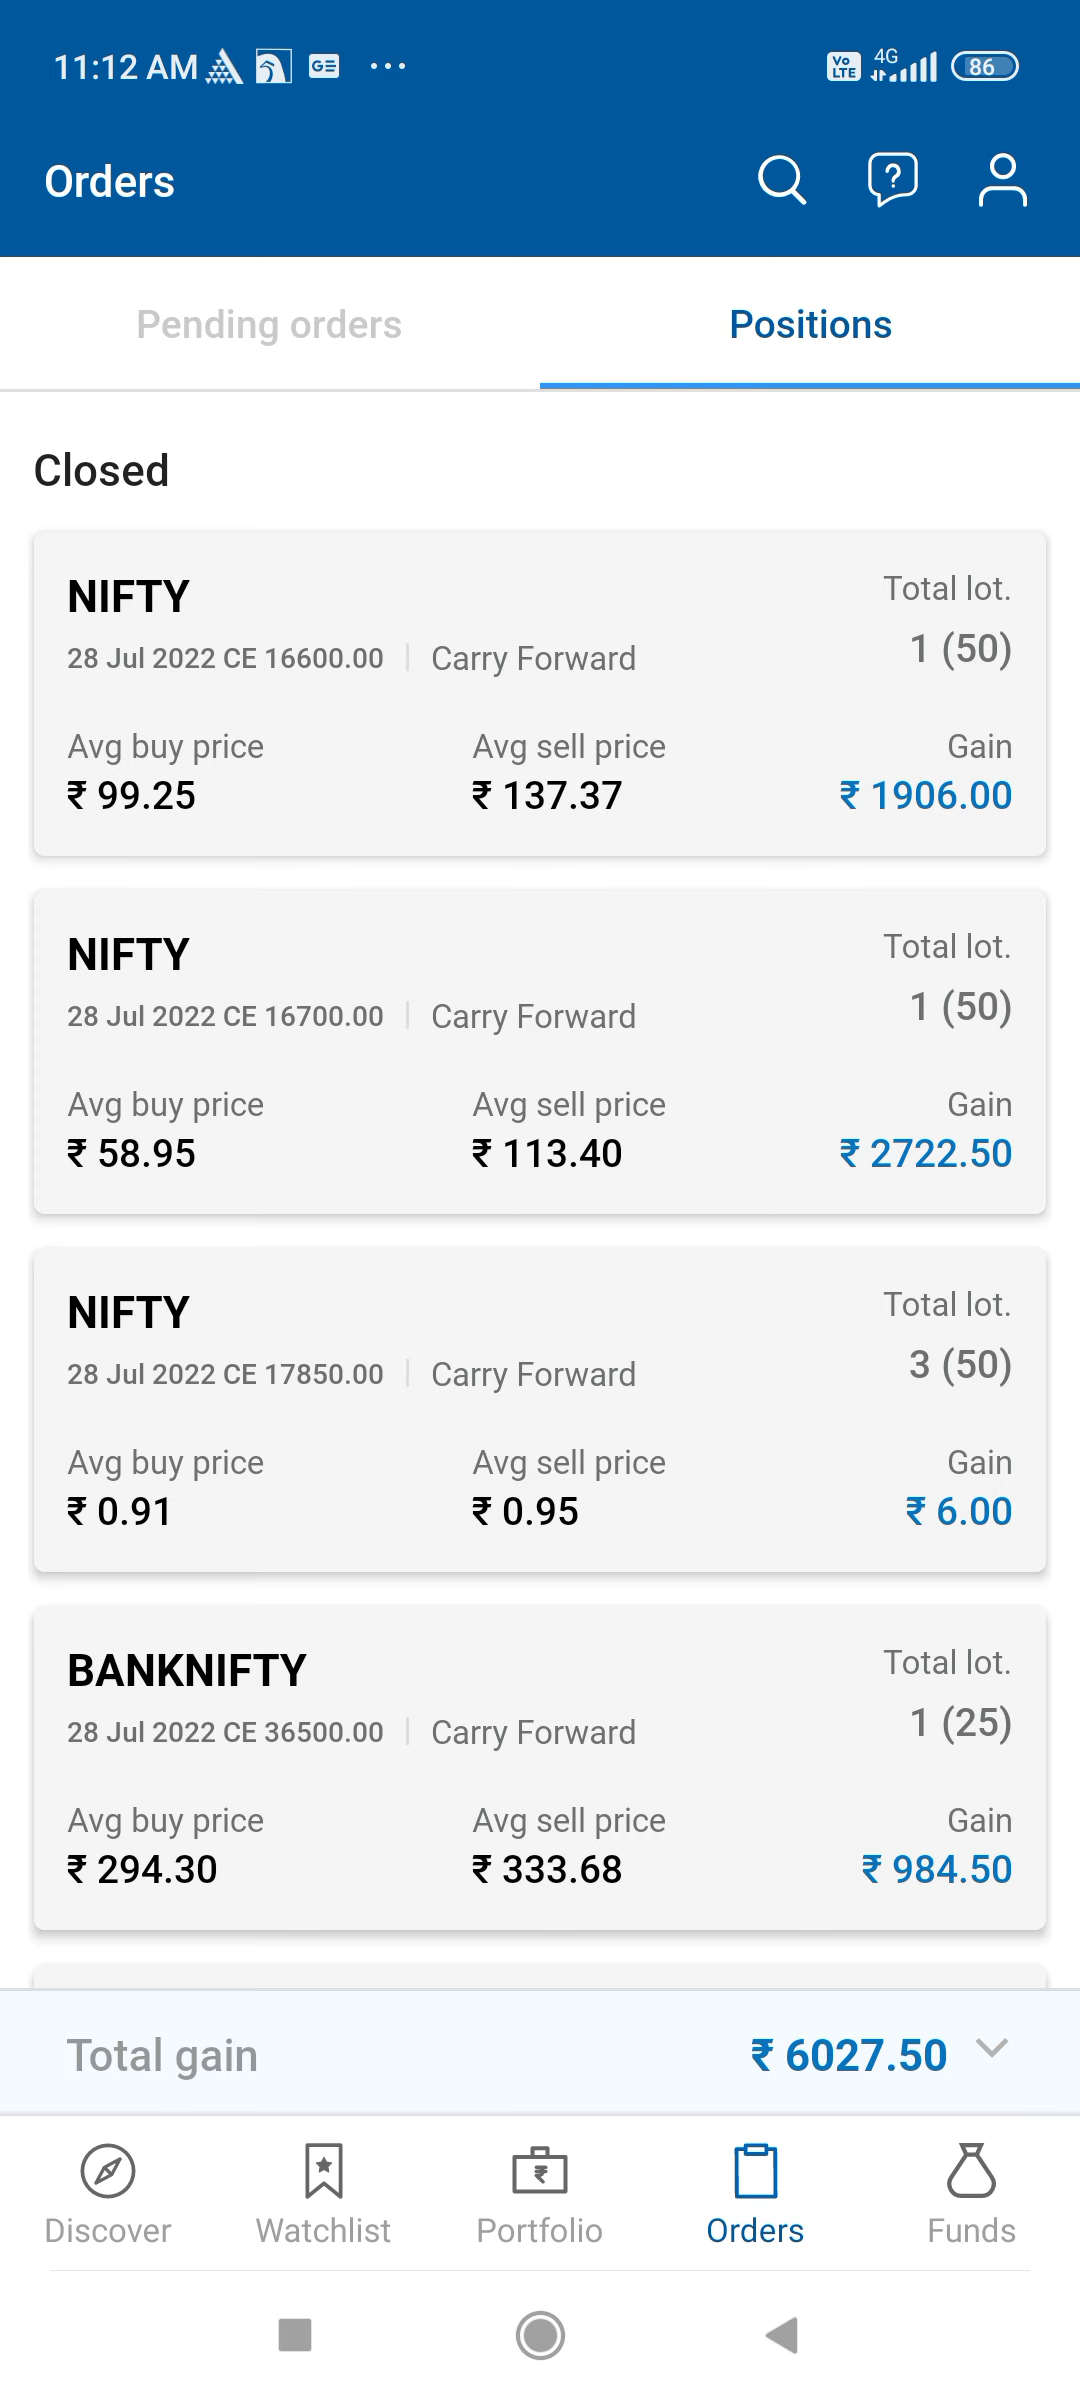 11:12 AM GE ... Vo LTE 4G 86
Orders
Pending orders Positions
Closed
NIFTY Total lot.
28 Jul 2022 CE 16600.00 Carry Forward 1 (50)
Avg buy price Avg sell price Gain
₹ 99.25 ₹ 137.37 ₹ 1906.00
NIFTY Total lot.
28 Jul 2022 CE 16700.00 Carry Forward 1 (50)
Avg buy price Avg sell price Gain
₹ 58.95 ₹ 113.40 ₹ 2722.50
NIFTY Total lot.
28 Jul 2022 CE 17850.00 Carry Forward 3 (50)
Avg buy price Avg sell price Gain
₹ 0.91 ₹ 0.95 ₹ 6.00
BANKNIFTY Total lot.
28 Jul 2022 CE 36500.00 Carry Forward 1 (25)
Avg buy price Avg sell price Gain
₹ 294.30 ₹ 333.68 ₹ 984.50
Total gain ₹ 6027.50
Discover Watchlist Portfolio Orders Funds